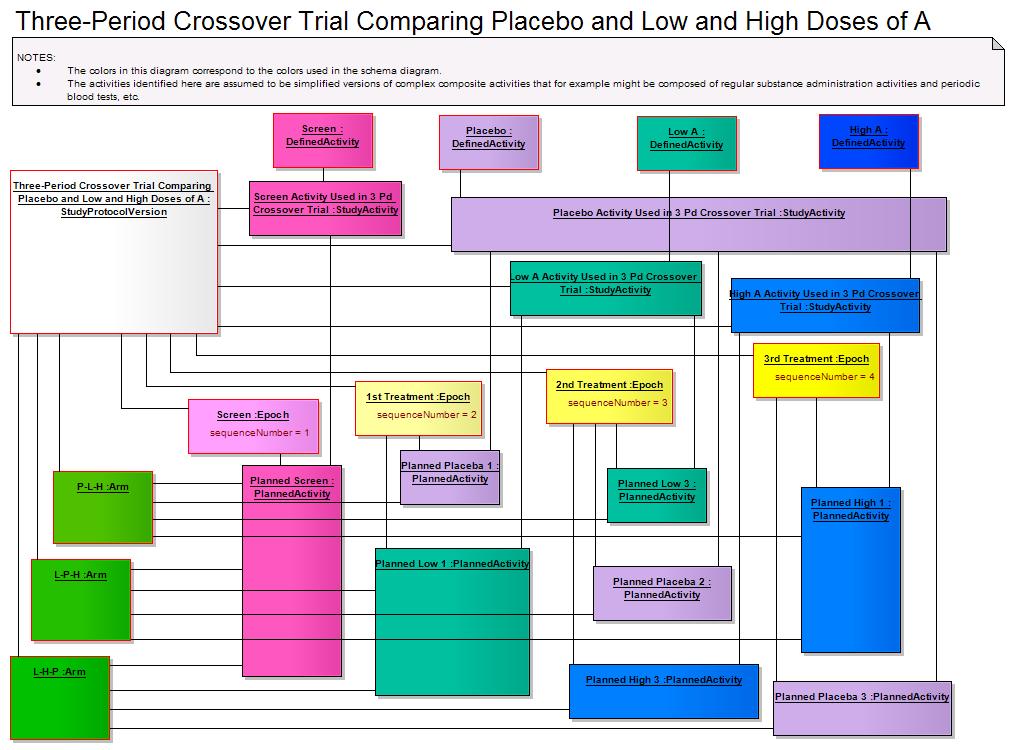 Three-Period Crossover Trial Comparing Placebo and Low and High Doses of A
NOTES:
• The colors in this diagram correspond to the colors used in the schema diagram.
• The activities identified here are assumed to be simplified versions of complex composite activities that for example might be composed of regular substance administration activities and periodic
blood tests, etc.
Screen :
DefinedActivity
Placebo :
DefinedActivity
Low A :
DefinedActivity
High A :
DefinedActivity
Three-Period Crossover Trial Comparing
Placebo and Low and High Doses of A :
StudyProtocolVersion
Screen Activity Used in 3 Pd
Crossover Trial :StudyActivity
Placebo Activity Used in 3 Pd Crossover Trial :StudyActivity
Low A Activity Used in 3 Pd Crossover
Trial :StudyActivity
High A Activity Used in 3 Pd Crossover
Trial :StudyActivity
3rd Treatment :Epoch
sequenceNumber = 4
2nd Treatment :Epoch
sequenceNumber = 3
1st Treatment :Epoch
sequenceNumber = 2
Screen :Epoch
sequenceNumber = 1
P-L-H :Arm
Planned Screen :
PlannedActivity
Planned Placeba 1 :
PlannedActivity
Planned Low 3 :
PlannedActivity
Planned High 1 :
PlannedActivity
L-P-H :Arm
Planned Low 1 :PlannedActivity
Planned Placeba 2 :
PlannedActivity
L-H-P :Arm
Planned High 3 :PlannedActivity
Planned Placeba 3 :PlannedActivity